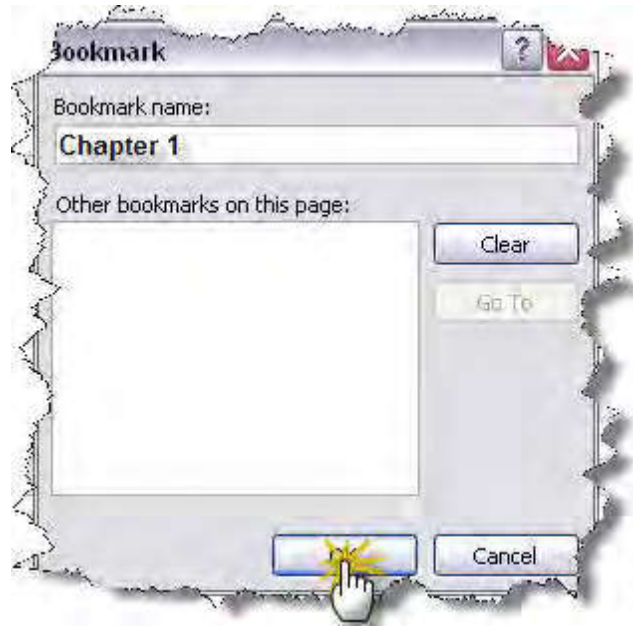 Bookmark
?
Bookmark name:
Chapter 1
Other bookmarks on this page:
Clear
Go To
Cancel